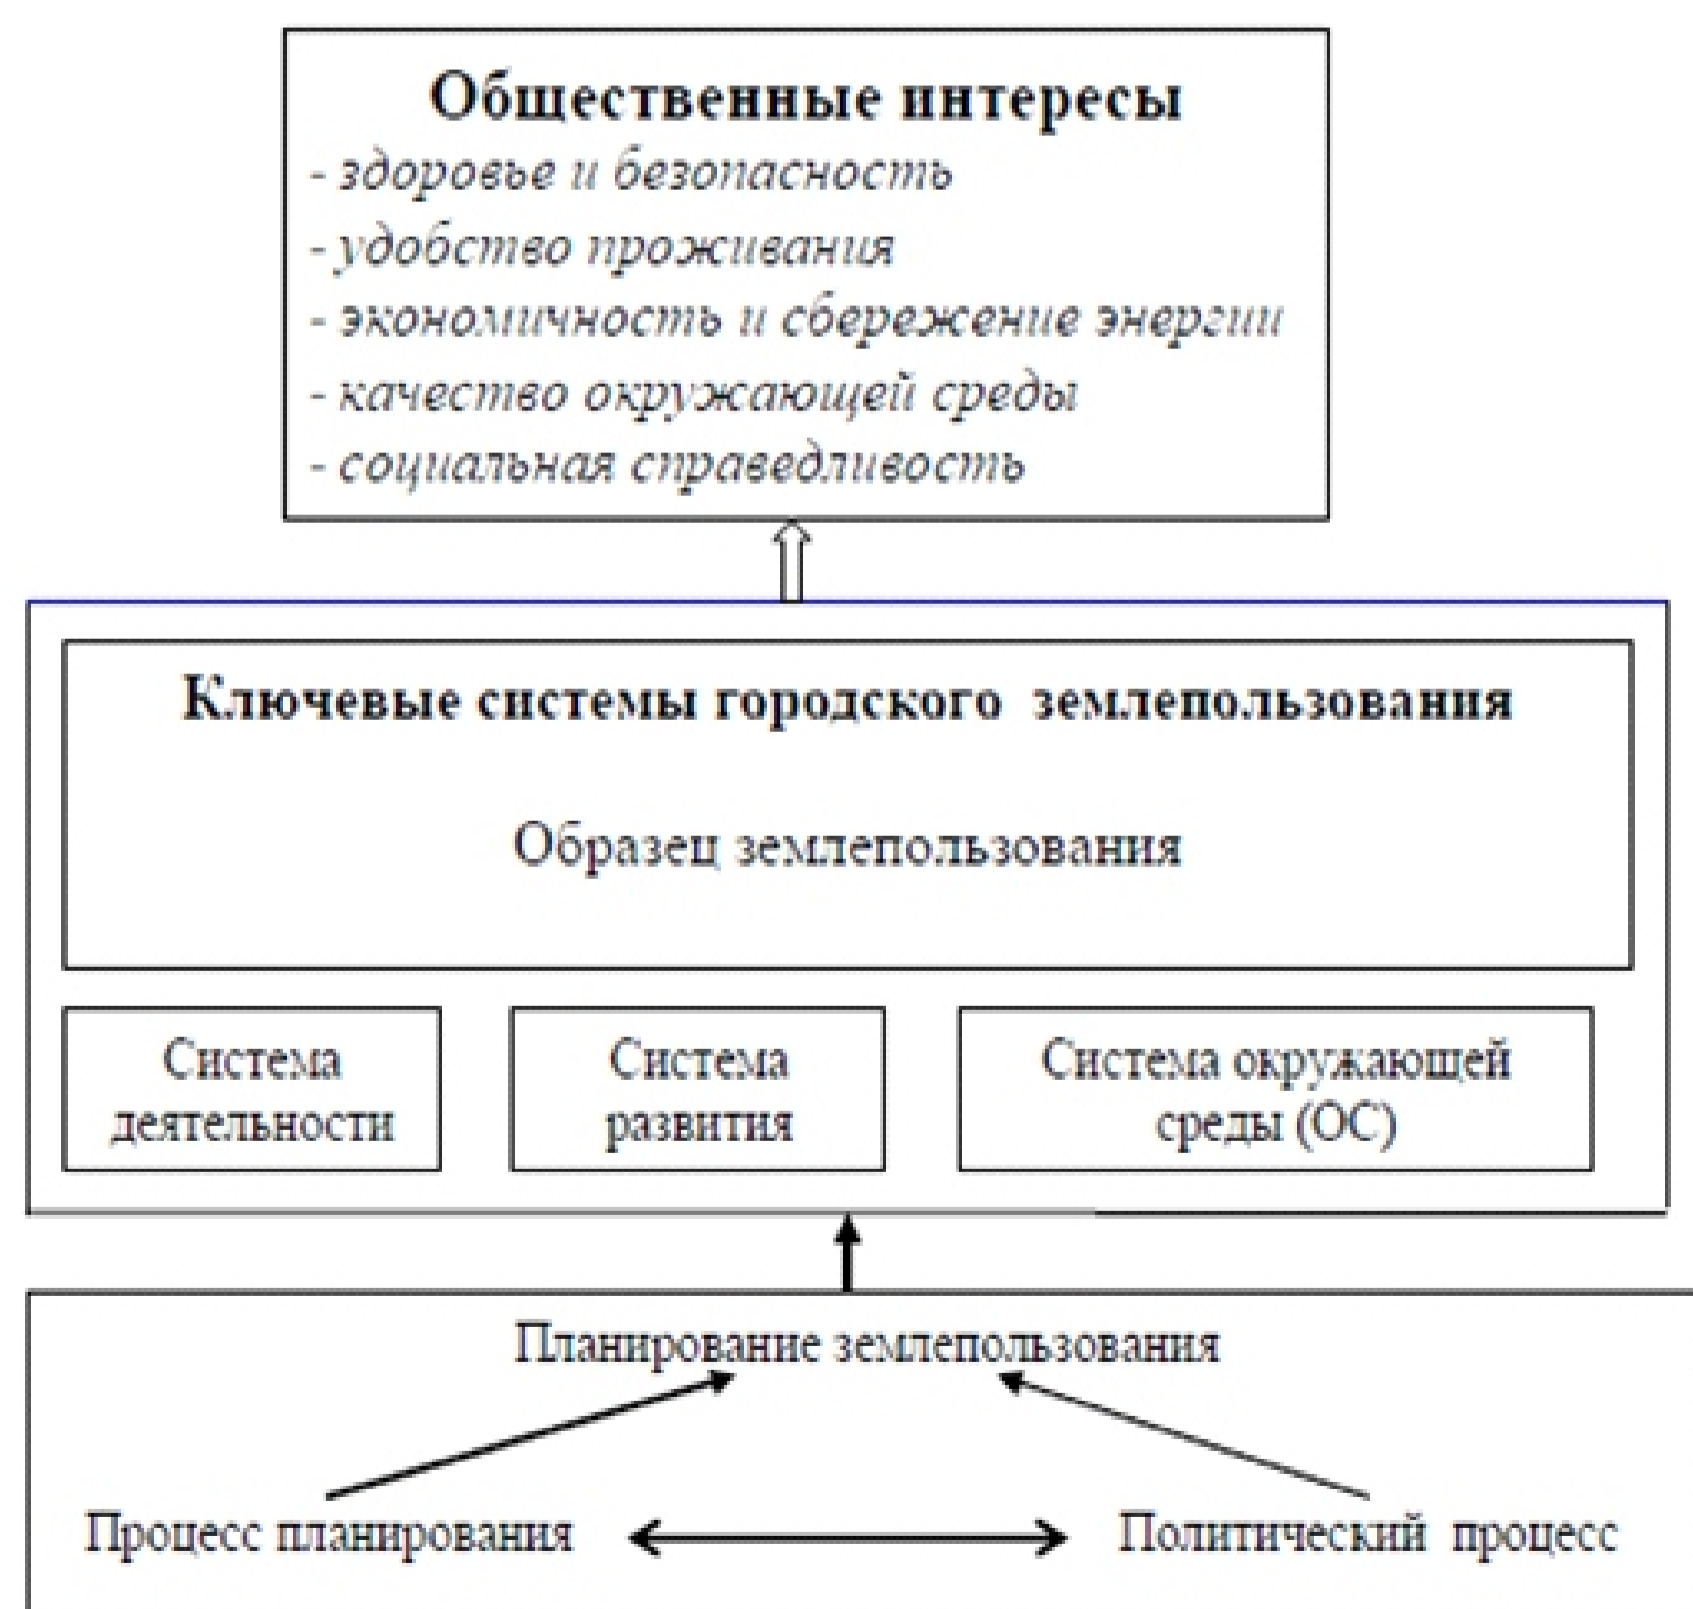 Общественные интересы
- здоровье и безопасность
- удобство проживания
- экономичность и сбережение энергии
- качество окружающей среды
- социальная справедливость
Ключевые системы городского землепользования
Образец землепользования
Система
деятельности
Система
развития
Система окружающей
среды (ОС)
Планирование землепользования
Процесс планирования
Политический процесс